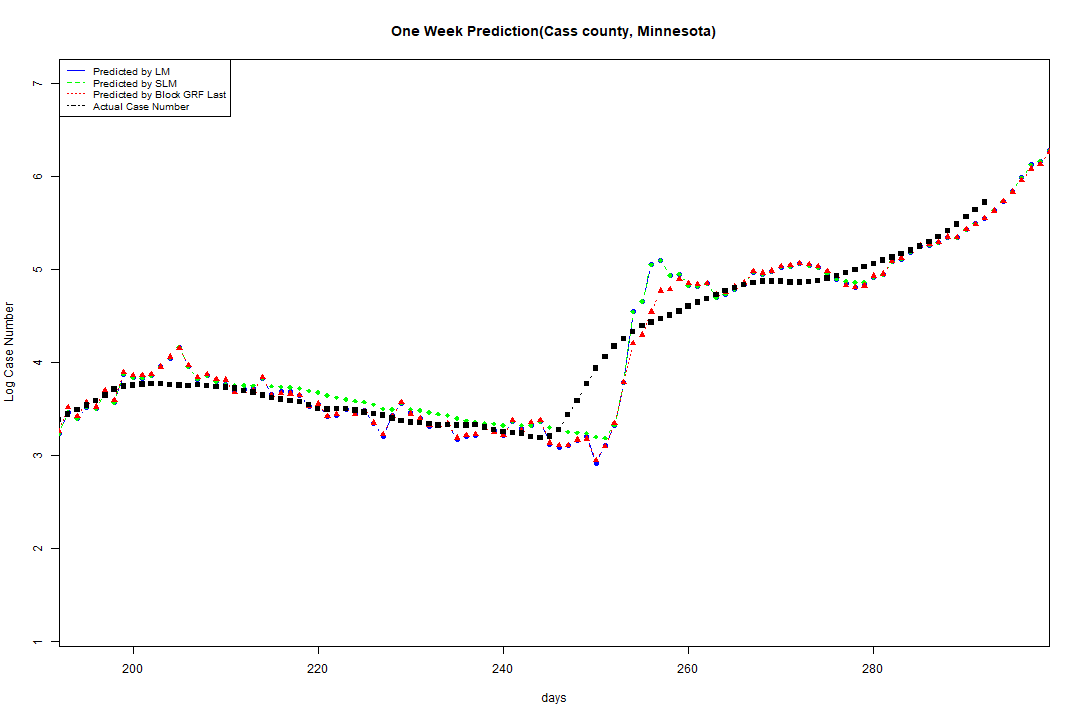 One Week Prediction(Cass county, Minnesota)
Predicted by LM
Predicted by SLM
Predicted by Block GRF Last
Actual Case Number
7
6
5
4
3
2
1
Log Case Number
200 220 240 260 280
days